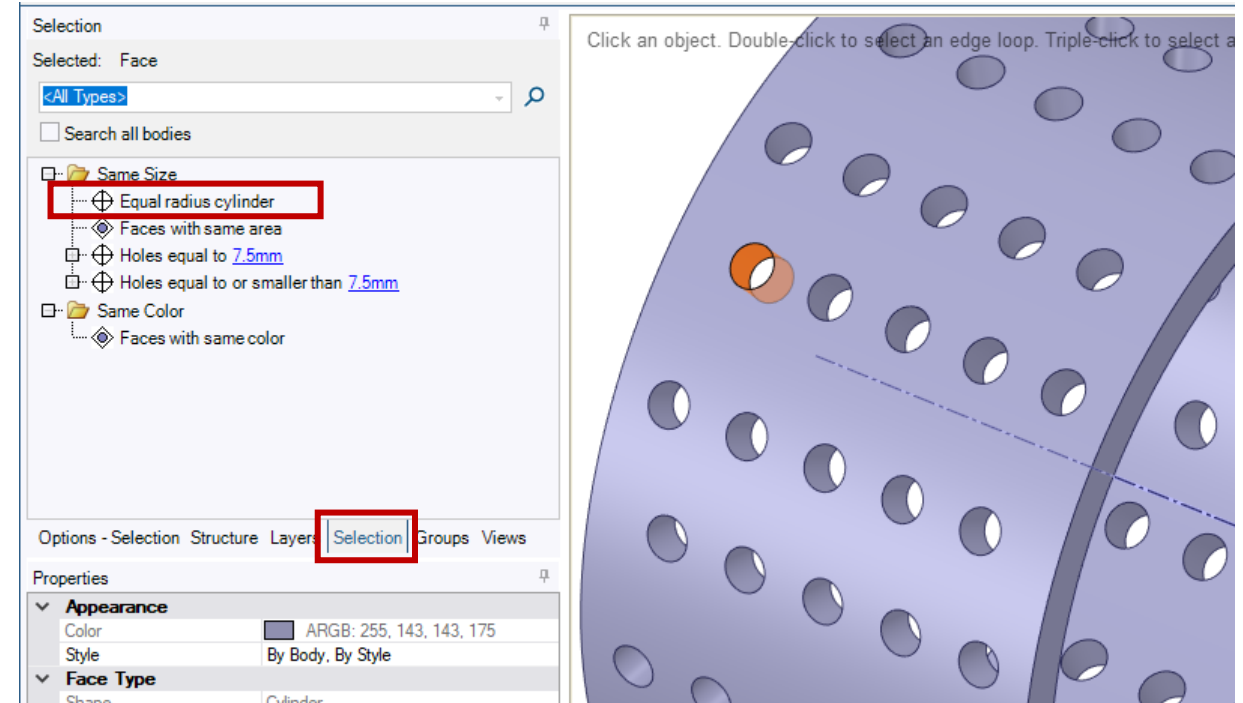 Selection
Selected: Face
<All Types>
Search all bodies
Same Size
Equal radius cylinder
Faces with same area
Holes equal to 7.5mm
Holes equal to or smaller than 7.5mm
Same Color
Faces with same color
Options - Selection Structure Layers Selection Groups Views
Properties
Appearance
Color ARGB: 255, 143, 143, 175
Style By Body, By Style
Face Type
Shape Cylinder
Click an object. Double-click to select an edge loop. Triple-click to select a